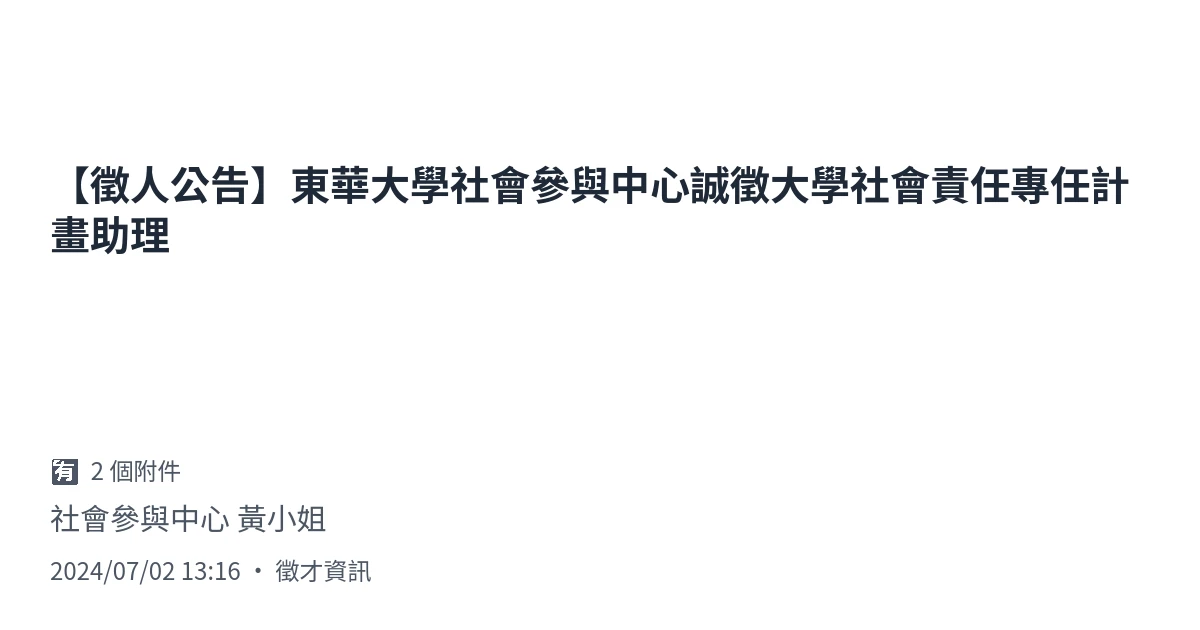 【徵人公告】東華大學社會參與中心誠徵大學社會責任專任計
畫助理
有 2 個附件
社會參與中心 黃小姐
2024/07/02 13:16 • 徵才資訊